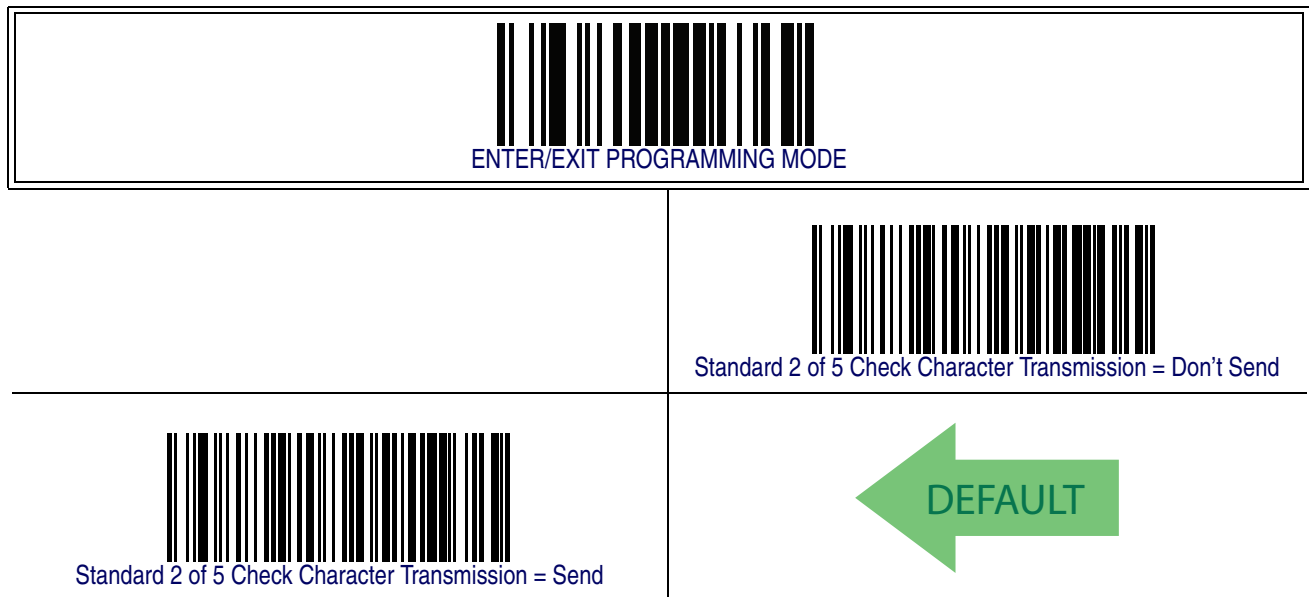 ENTER/EXIT PROGRAMMING MODE
Standard 2 of 5 Check Character Transmission = Don't Send
Standard 2 of 5 Check Character Transmission = Send
DEFAULT